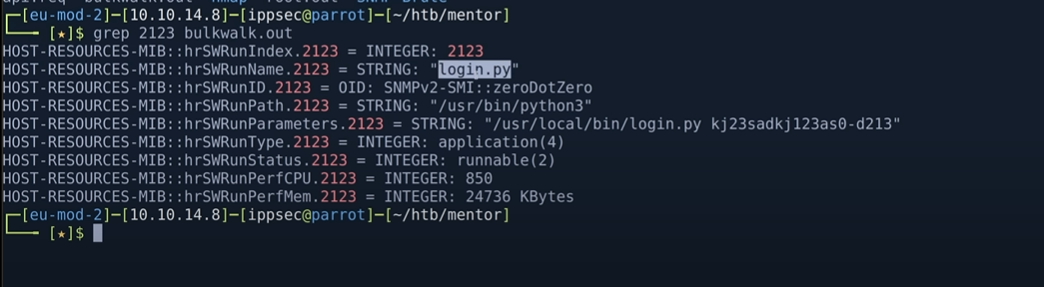 ┌─[eu-mod-2]─[10.10.14.8]─[ippsec@parrot]─[~/htb/mentor]
└──╼ [★]$ grep 2123 bulkwalk.out
HOST-RESOURCES-MIB::hrSWRunIndex.2123 = INTEGER: 2123
HOST-RESOURCES-MIB::hrSWRunName.2123 = STRING: "login.py"
HOST-RESOURCES-MIB::hrSWRunID.2123 = OID: SNMPv2-SMI::zeroDotZero
HOST-RESOURCES-MIB::hrSWRunPath.2123 = STRING: "/usr/bin/python3"
HOST-RESOURCES-MIB::hrSWRunParameters.2123 = STRING: "/usr/local/bin/login.py kj23sadkj123as0-d213"
HOST-RESOURCES-MIB::hrSWRunType.2123 = INTEGER: application(4)
HOST-RESOURCES-MIB::hrSWRunStatus.2123 = INTEGER: runnable(2)
HOST-RESOURCES-MIB::hrSWRunPerfCPU.2123 = INTEGER: 850
HOST-RESOURCES-MIB::hrSWRunPerfMem.2123 = INTEGER: 24736 KBytes
┌─[eu-mod-2]─[10.10.14.8]─[ippsec@parrot]─[~/htb/mentor]
└──╼ [★]$